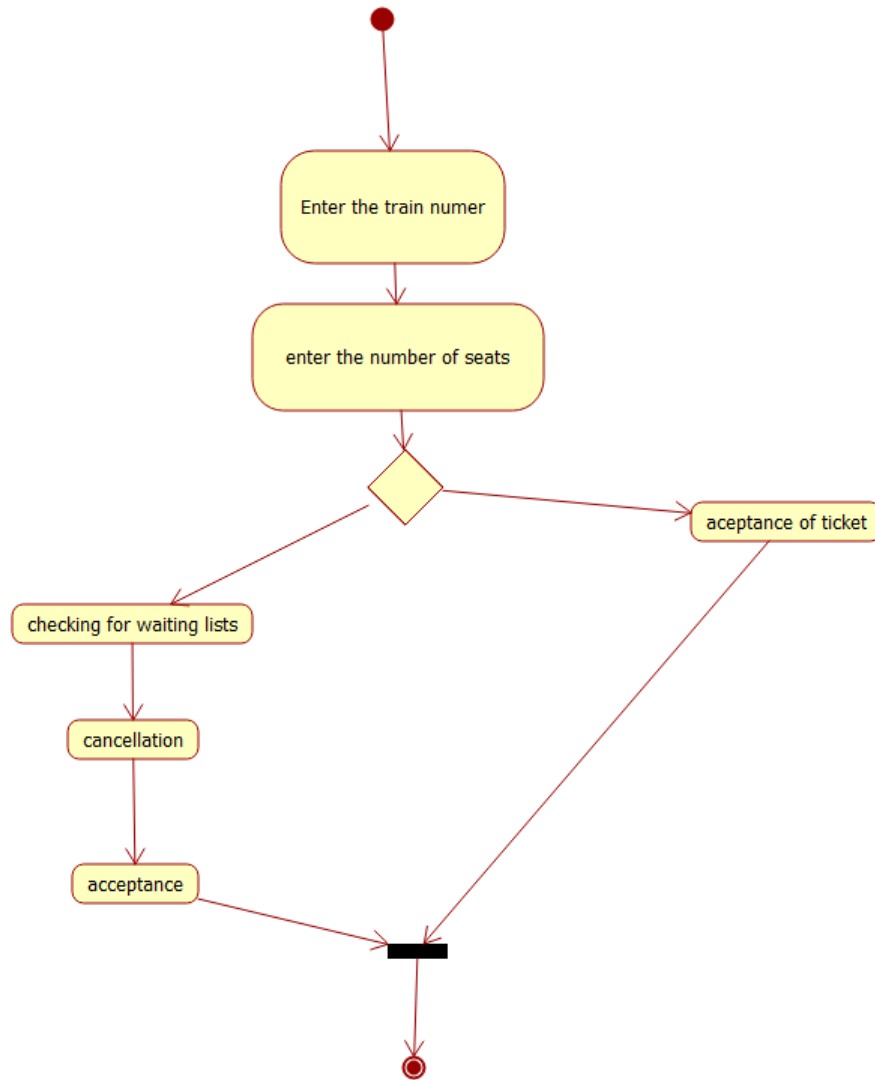 Enter the train numer
enter the number of seats
aceptance of ticket
checking for waiting lists
cancellation
acceptance